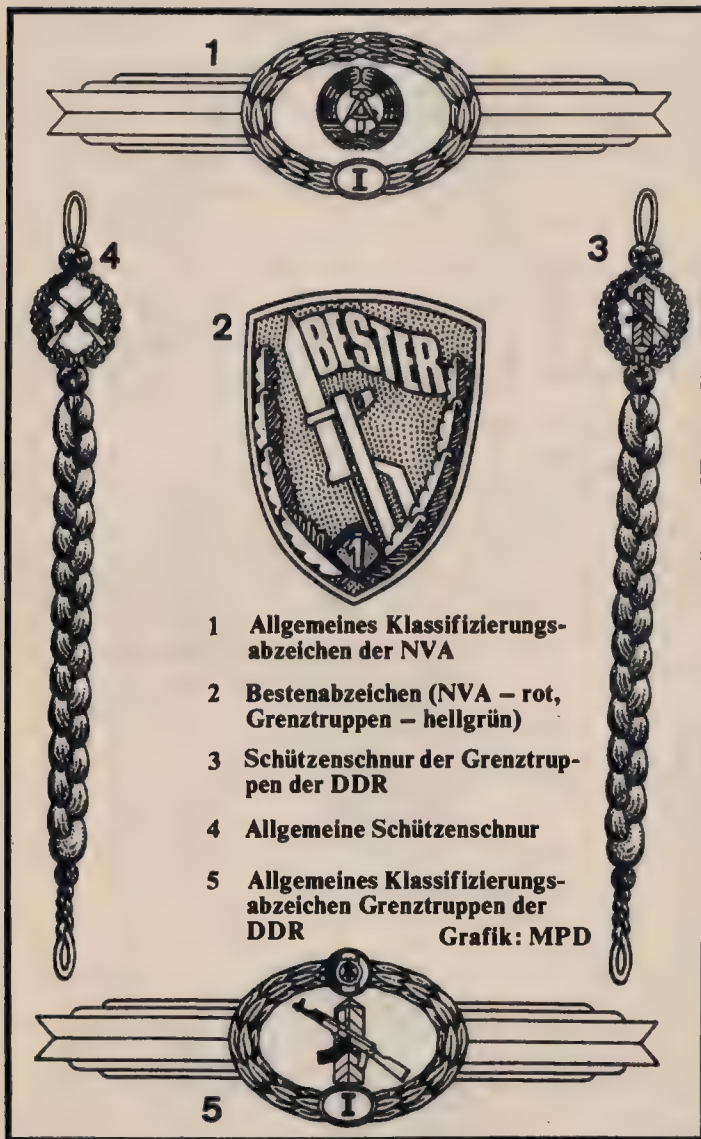 1
I
4
3
2
BESTER
1
1 Allgemeines Klassifizierungs-
abzeichen der NVA
2 Bestenabzeichen (NVA – rot,
Grenztruppen – hellgrün)
3 Schützenschnur der Grenztrup-
pen der DDR
4 Allgemeine Schützenschnur
5 Allgemeines Klassifizierungs-
abzeichen Grenztruppen der
DDR Grafik: MPD
I
5